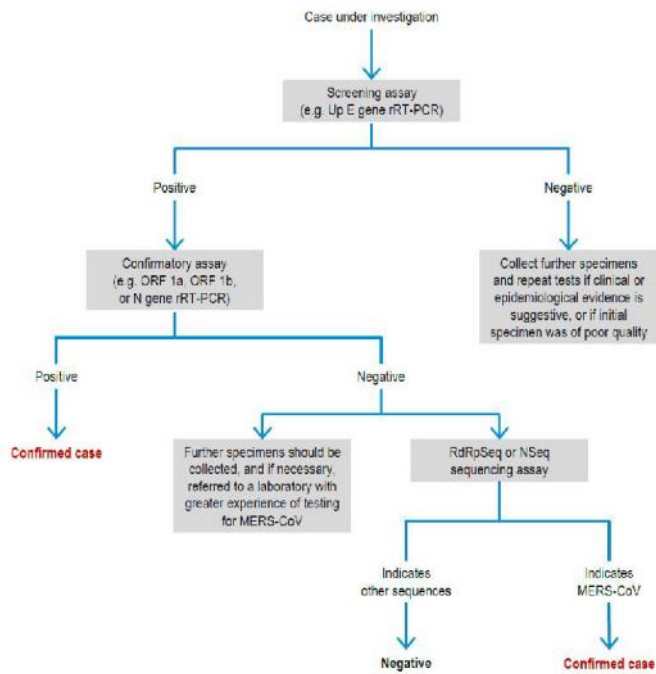 Case under investigation
Screening assay
(e.g. Up E gene rRT-PCR)
Positive
Negative
Confirmatory assay
(e.g. ORF 1a, ORF 1b,
or N gene rRT-PCR)
Collect further specimens
and repeat tests if clinical or
epidemiological evidence is
suggestive, or if initial
specimen was of poor quality
Positive
Negative
Confirmed case
Further specimens should be
collected, and if necessary,
referred to a laboratory with
greater experience of testing
for MERS-CoV
RdRpSeq or NSeq
sequencing assay
Indicates
other sequences
Indicates
MERS-CoV
Negative
Confirmed case